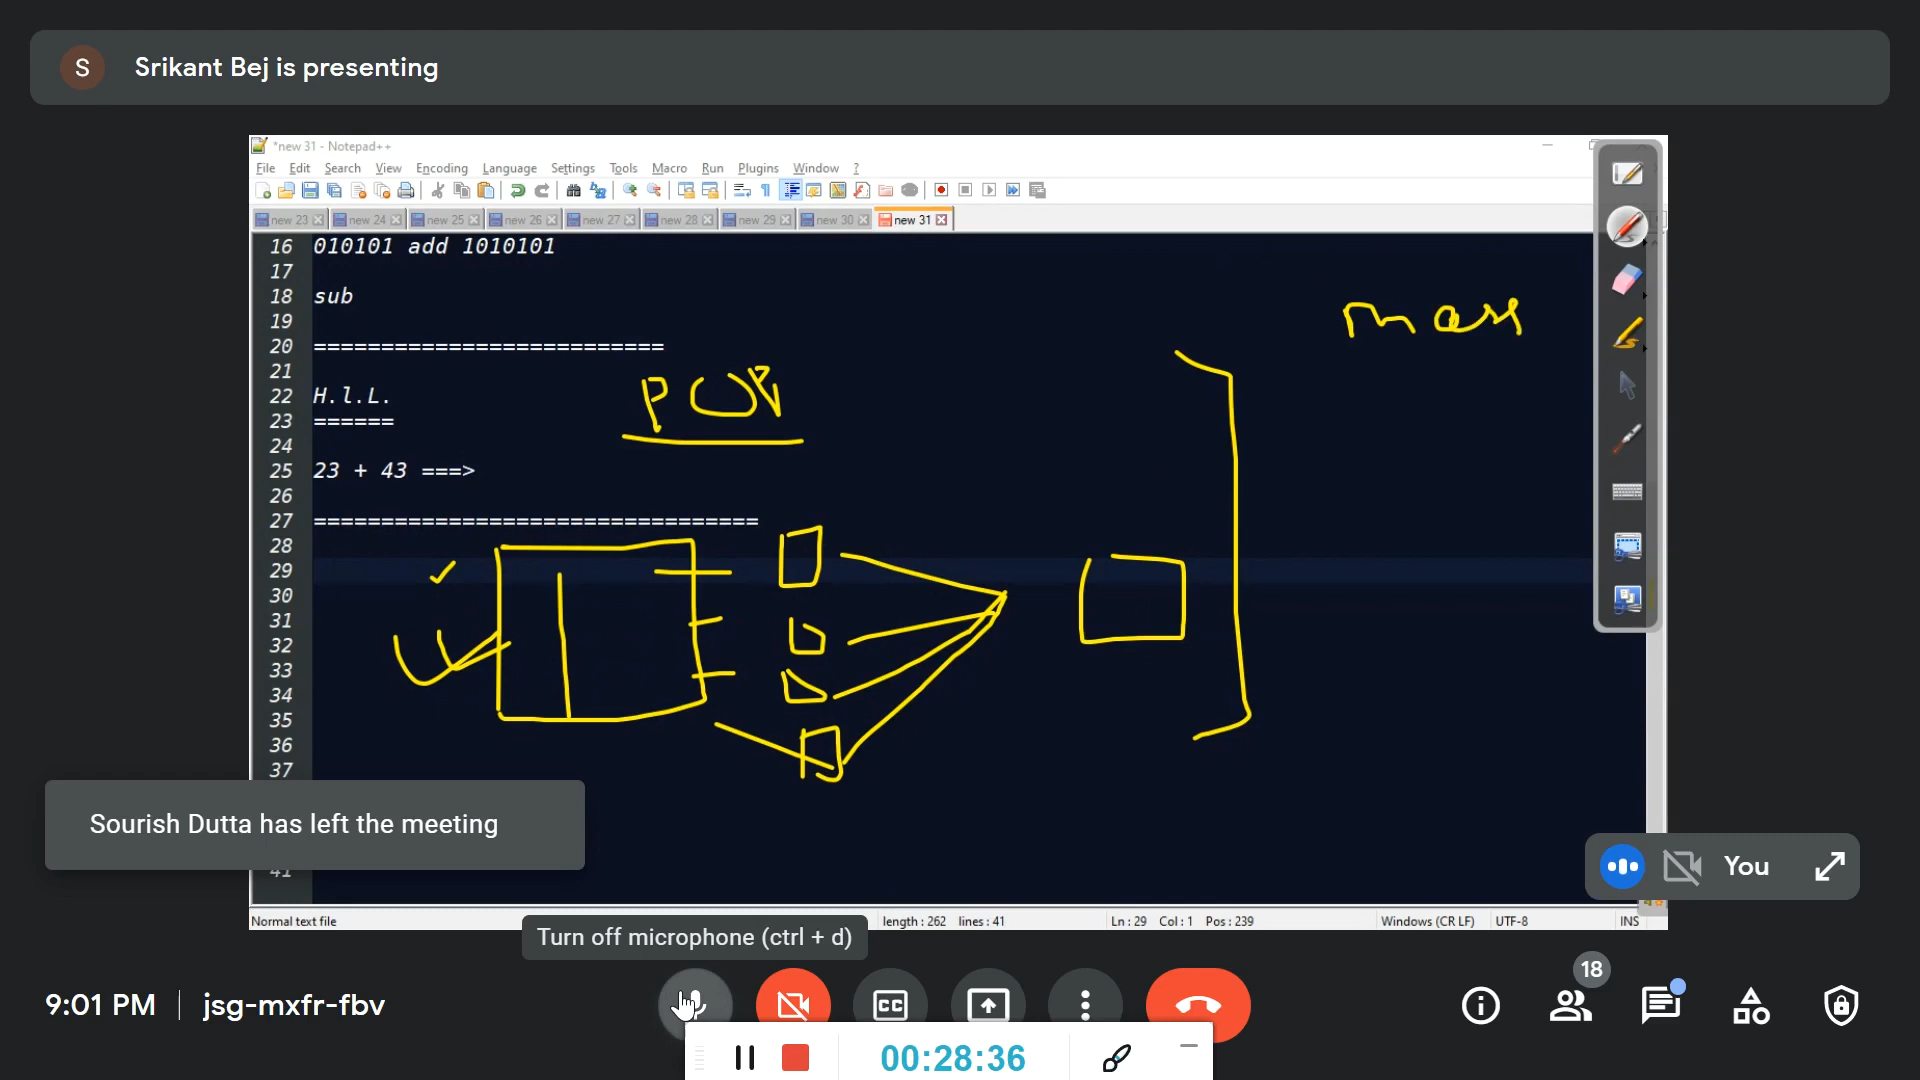 S Srikant Bej is presenting
*new 31 - Notepad++
File Edit Search View Encoding Language Settings Tools Macro Run Plugins Window ?
new 23 new 24 new 25 new 26 new 27 new 28 new 29 new 30 new 31
16 010101 add 1010101
17
18 sub
19
20 ==========================
21
22 H.l.L.
23 ======
24
25 23 + 43 ===>
26
27 =================================
28
29
30
31
32
33
34
35
36
37
41
Sourish Dutta has left the meeting
You
Normal text file length : 262 lines : 41 Ln : 29 Col : 1 Pos : 239 Windows (CR LF) UTF-8 INS
Turn off microphone (ctrl + d)
18
9:01 PM jsg-mxfr-fbv
CC
00:28:36